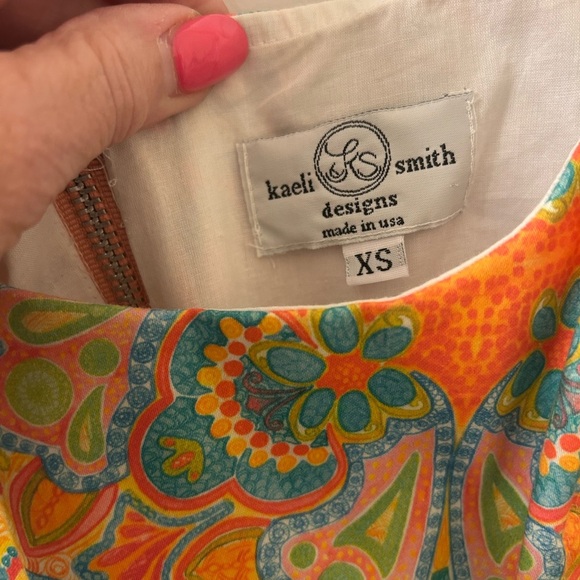 kaeli KS smith
designs
made in usa
XS